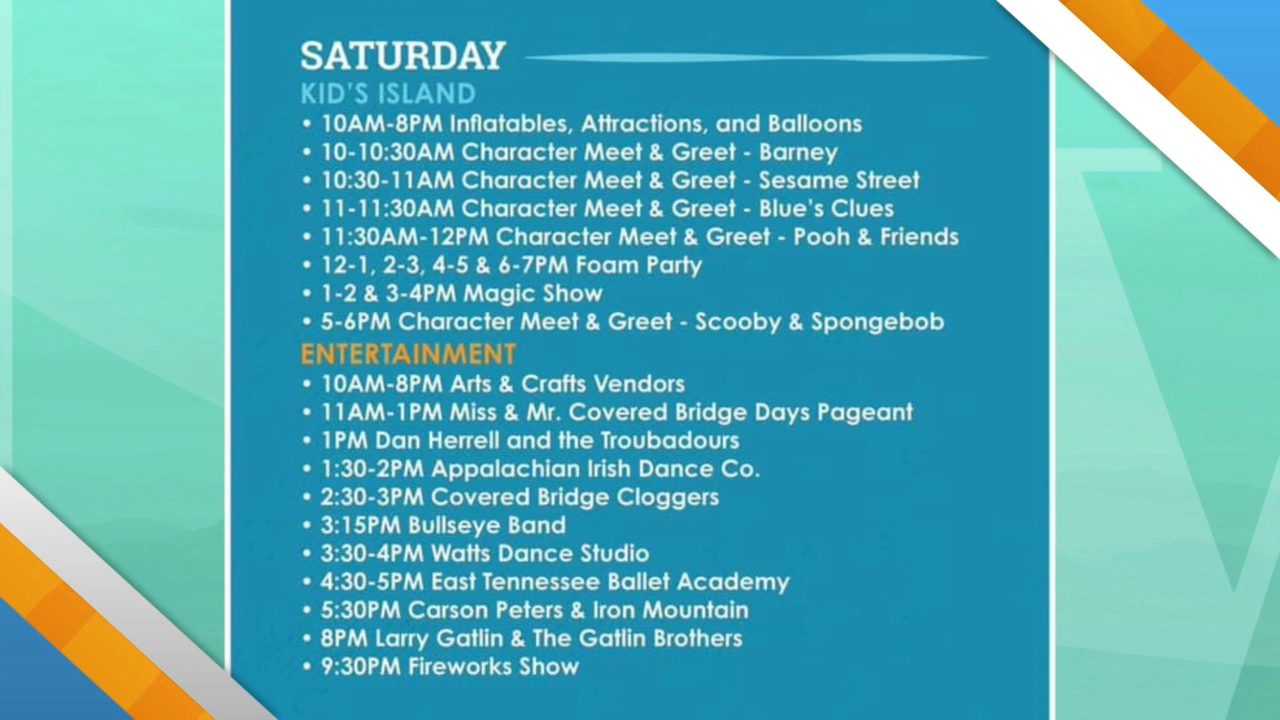 SATURDAY
KID'S ISLAND
• 10AM-8PM Inflatables, Attractions, and Balloons
• 10-10:30AM Character Meet & Greet - Barney
• 10:30-11AM Character Meet & Greet - Sesame Street
• 11-11:30AM Character Meet & Greet - Blue's Clues
• 11:30AM-12PM Character Meet & Greet - Pooh & Friends
• 12-1, 2-3, 4-5 & 6-7PM Foam Party
• 1-2 & 3-4PM Magic Show
• 5-6PM Character Meet & Greet - Scooby & Spongebob
ENTERTAINMENT
• 10AM-8PM Arts & Crafts Vendors
• 11AM-1PM Miss & Mr. Covered Bridge Days Pageant
• 1PM Dan Herrell and the Troubadours
• 1:30-2PM Appalachian Irish Dance Co.
• 2:30-3PM Covered Bridge Cloggers
• 3:15PM Bullseye Band
• 3:30-4PM Watts Dance Studio
• 4:30-5PM East Tennessee Ballet Academy
• 5:30PM Carson Peters & Iron Mountain
• 8PM Larry Gatlin & The Gatlin Brothers
• 9:30PM Fireworks Show